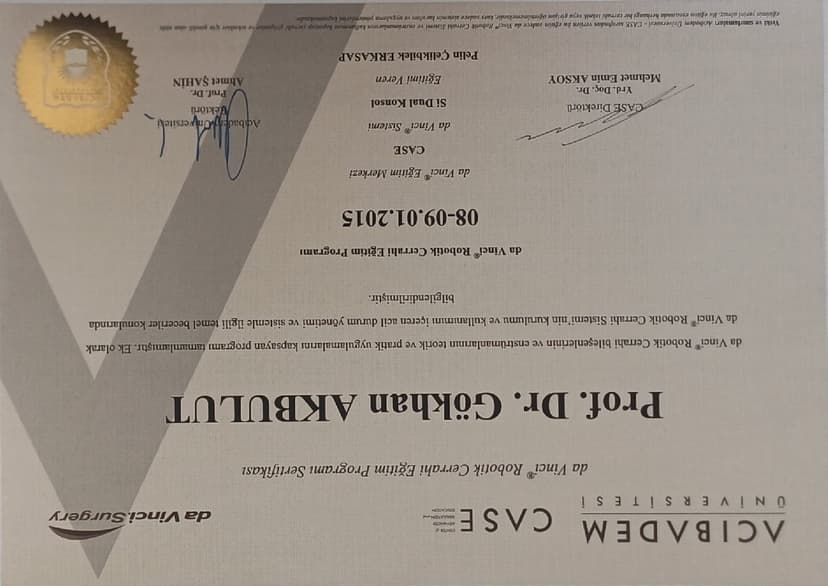 ACIBADEM
ÜNİVERSİTESİ
CASE
da Vinci.Surgery
da Vinci® Robotik Cerrahi Eğitim Programı Sertifikası
Prof. Dr. Gökhan AKBULUT
da Vinci® Robotik Cerrahi bileşenlerinin ve enstrümanlarının teorik ve pratik uygulamalarını kapsayan programı tamamlamıştır. Ek olarak
da Vinci® Robotik Cerrahi Sistemi'nin kurulumu ve kullanımını içeren acil durum yönetimi ve sistemle ilgili temel beceriler konularında
bilgilendirilmiştir.
da Vinci® Robotik Cerrahi Eğitim Programı
08-09.01.2015
da Vinci® Eğitim Merkezi
CASE
da Vinci® Sistemi
Si Dual Konsol
Eğitimi Veren
Pelin Çelikbilek ERKASAP
CASE Direktörü
Yrd. Doç. Dr.
Mehmet Emin AKSOY
Acıbadem Üniversitesi
Rektörü
Prof. Dr.
Ahmet ŞAHİN
ACIBADEM